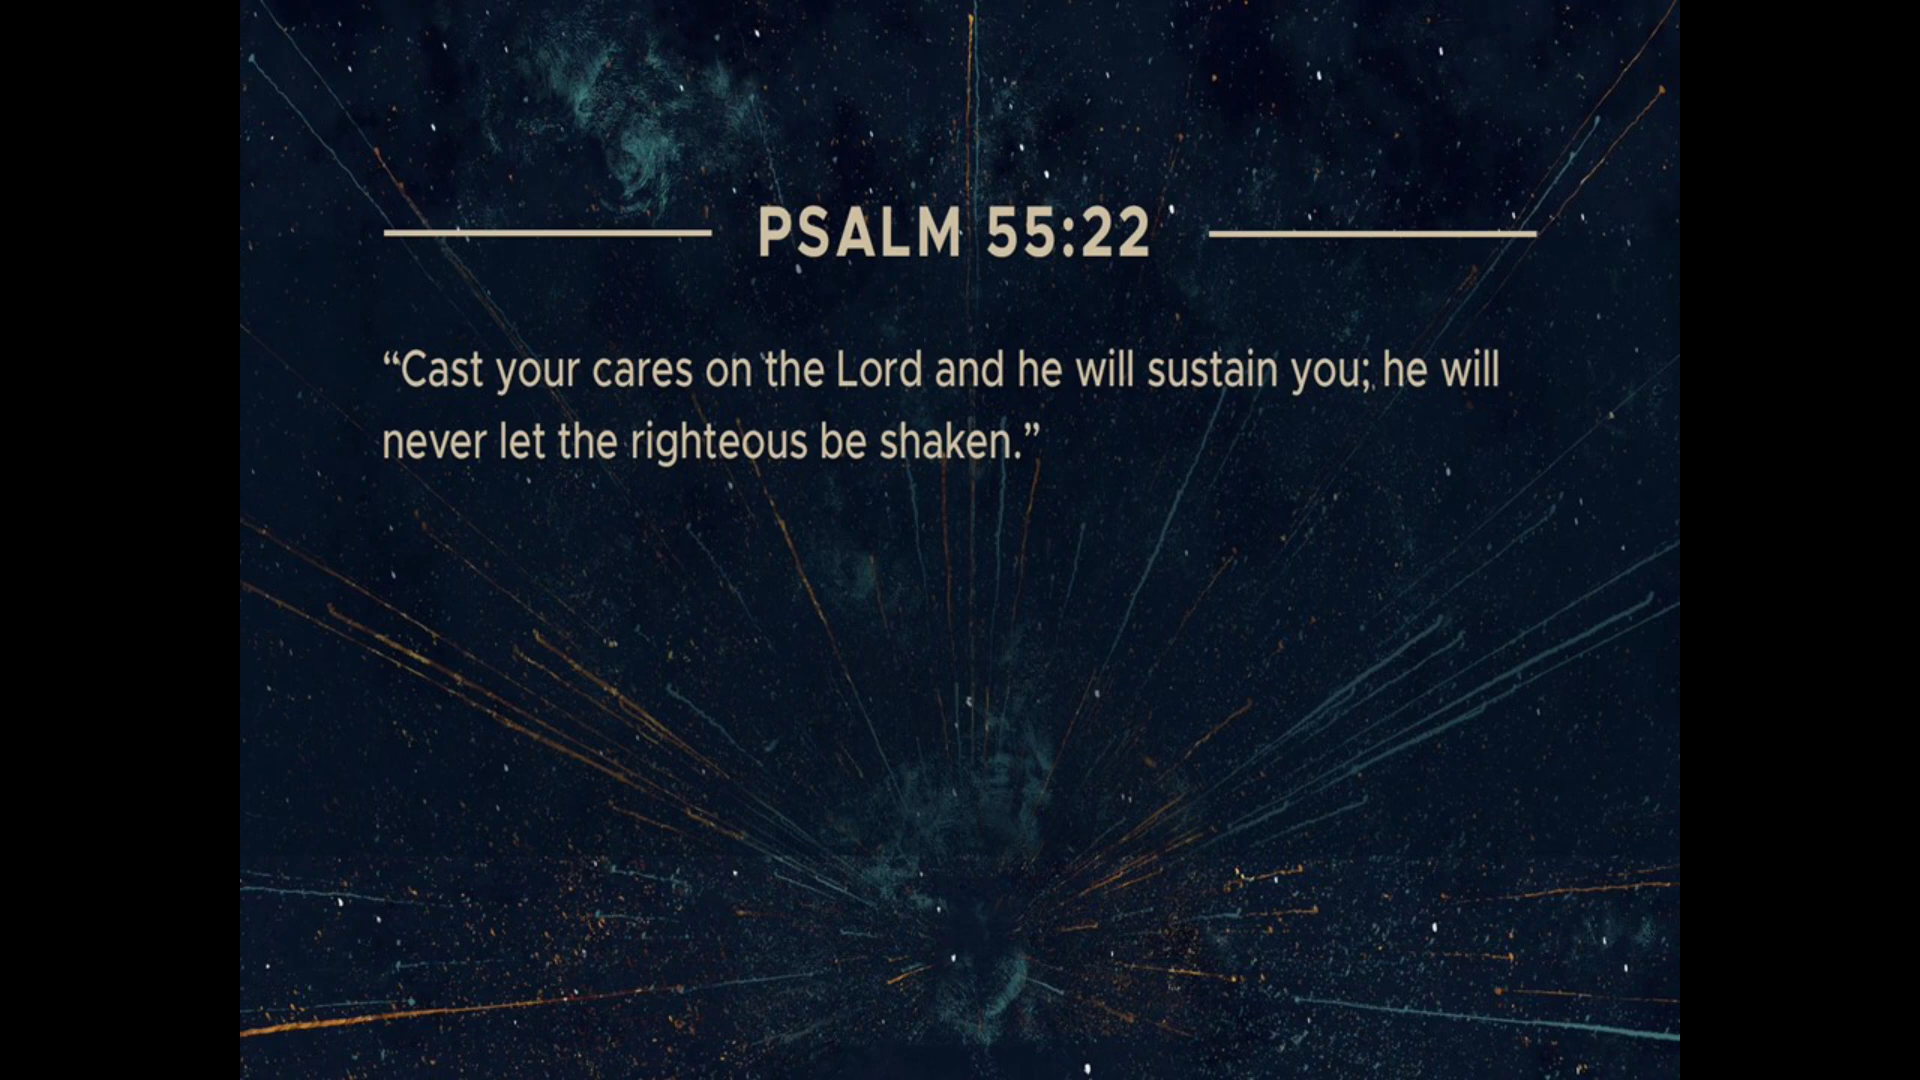 PSALM 55:22
“Cast your cares on the Lord and he will sustain you; he will
never let the righteous be shaken.”